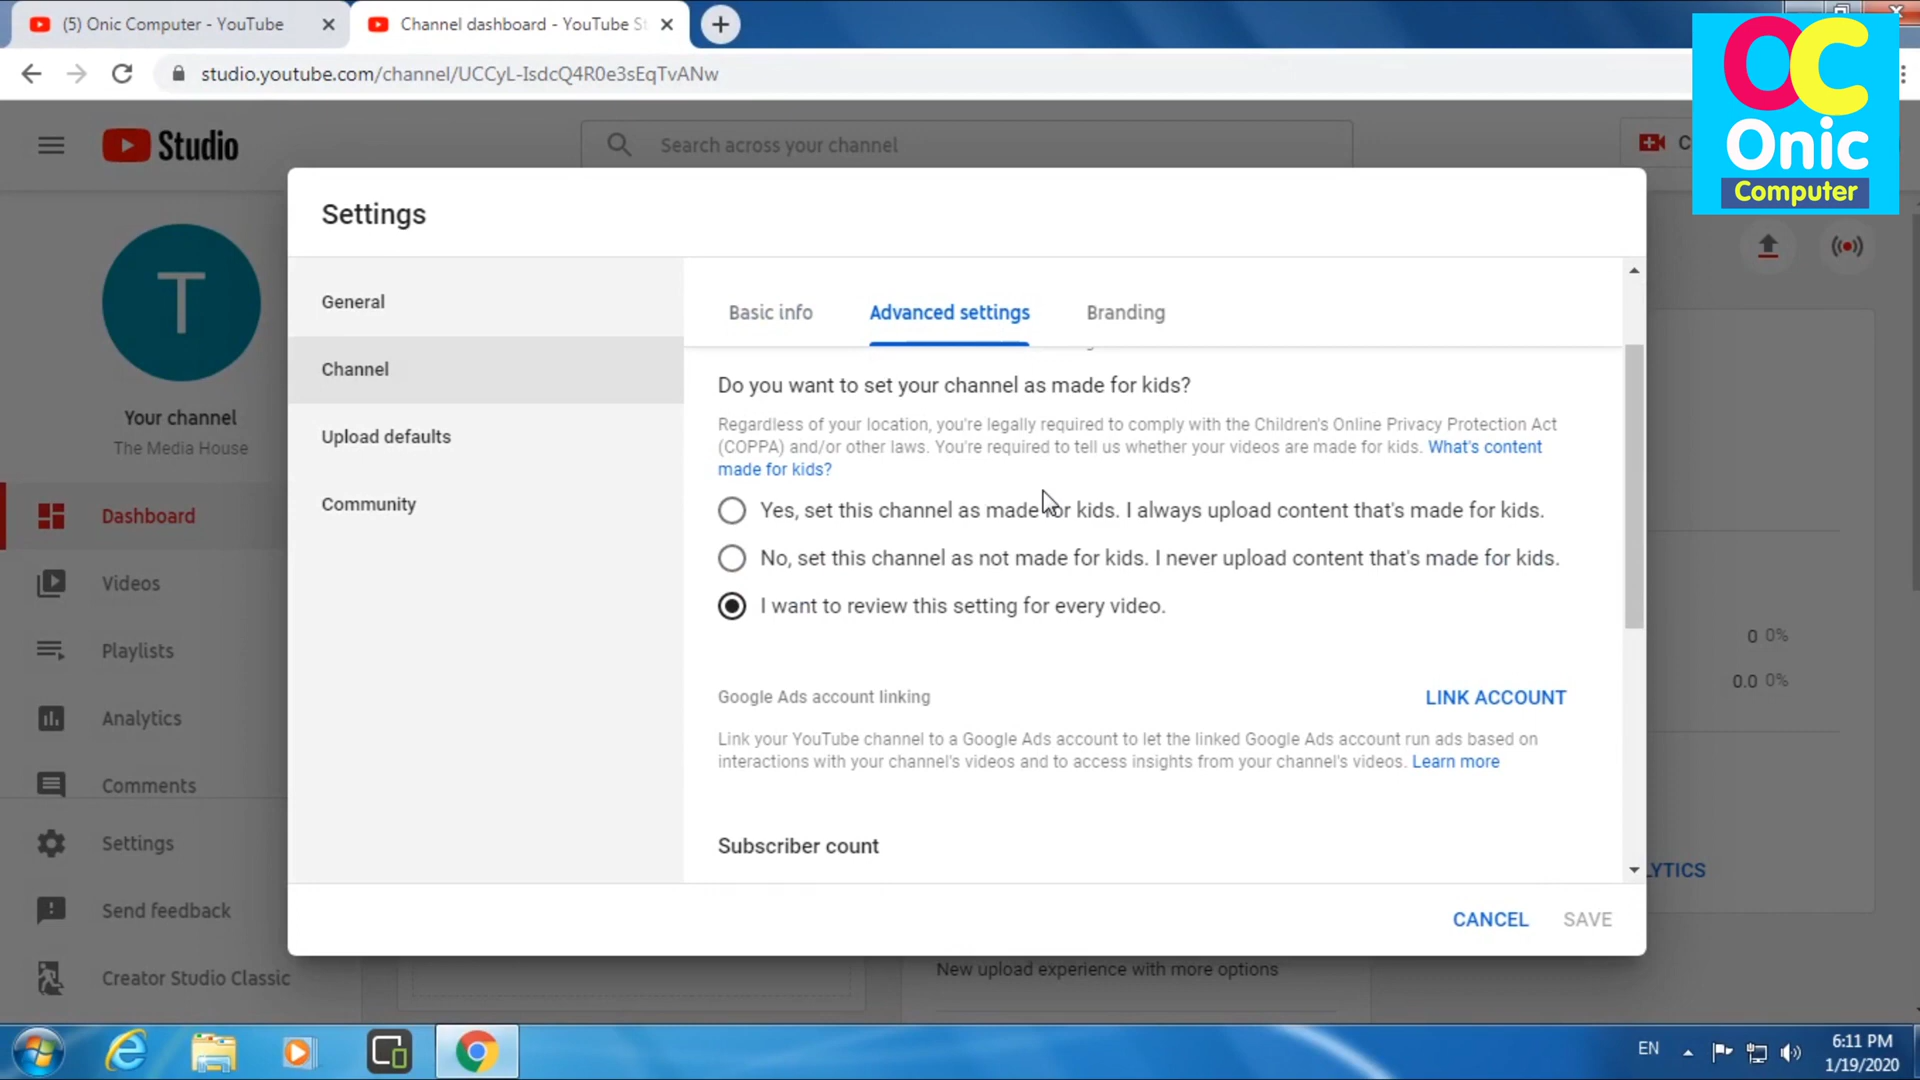 (5) Onic Computer - YouTube
Channel dashboard - YouTube St
studio.youtube.com/channel/UCCyL-IsdcQ4R0e3sEqTvANw
OC
Onic
Computer
Studio
Search across your channel
C
Settings
General
Channel
Upload defaults
Community
Basic info
Advanced settings
Branding
Do you want to set your channel as made for kids?
Regardless of your location, you're legally required to comply with the Children's Online Privacy Protection Act
(COPPA) and/or other laws. You're required to tell us whether your videos are made for kids. What's content
made for kids?
Yes, set this channel as made for kids. I always upload content that's made for kids.
No, set this channel as not made for kids. I never upload content that's made for kids.
I want to review this setting for every video.
Google Ads account linking
LINK ACCOUNT
Link your YouTube channel to a Google Ads account to let the linked Google Ads account run ads based on
interactions with your channel's videos and to access insights from your channel's videos. Learn more
Subscriber count
CANCEL
SAVE
T
Your channel
The Media House
Dashboard
Videos
Playlists
Analytics
Comments
Settings
Send feedback
Creator Studio Classic
0 0%
0.0 0%
LYTICS
New upload experience with more options
EN
6:11 PM
1/19/2020